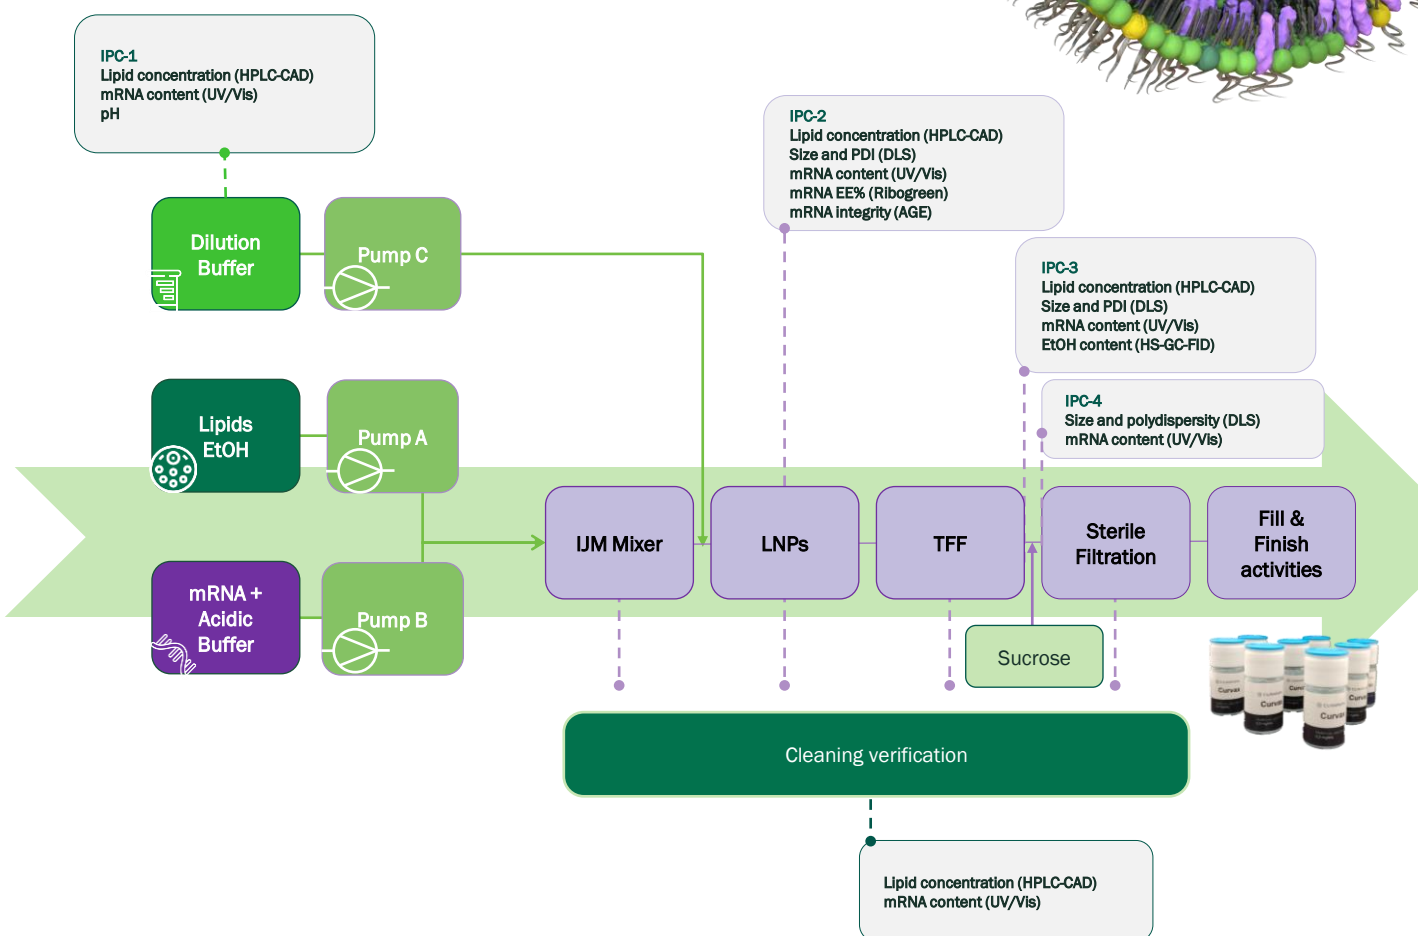 IPC-1
Lipid concentration (HPLC-CAD)
mRNA content (UV/Vis)
pH
IPC-2
Lipid concentration (HPLC-CAD)
Size and PDI (DLS)
mRNA content (UV/Vis)
mRNA EE% (Ribogreen)
mRNA integrity (AGE)
Dilution
Buffer
Pump C
IPC-3
Lipid concentration (HPLC-CAD)
Size and PDI (DLS)
mRNA content (UV/Vis)
EtOH content (HS-GC-FID)
IPC-4
Size and polydispersity (DLS)
mRNA content (UV/Vis)
Lipids
EtOH
Pump A
mRNA +
Acidic
Buffer
Pump B
IJM Mixer
LNPs
TFF
Sterile
Filtration
Fill &
Finish
activities
Sucrose
Cleaning verification
Lipid concentration (HPLC-CAD)
mRNA content (UV/Vis)